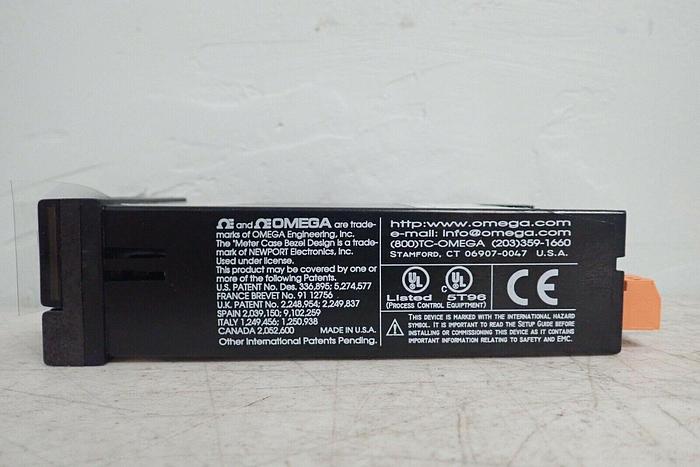 Œ and ŒOMEGA are trade-
marks of OMEGA Engineering, Inc.
The "Meter Case Bezel Design is a trade-
mark of NEWPORT Electronics, Inc.
Used under license.
This product may be covered by one or
more of the following Patents.
U.S. PATENT No. Des. 336,895; 5,274,577
FRANCE BREVET No. 91 12756
U.K. PATENT No. 2,248,954; 2,249,837
SPAIN 2,039,150; 9,102,259
ITALY 1,249,456; 1,250,938
CANADA 2,052,600 MADE IN U.S.A.
Other International Patents Pending.
http:www.omega.com
e-mail: Info@omega.com
(800)TC-OMEGA (203)359-1660
STAMFORD, CT 06907-0047 U.S.A.
UL C UL
Listed 5T96
(PROCESS CONTROL EQUIPMENT)
CE
THIS DEVICE IS MARKED WITH THE INTERNATIONAL HAZARD
SYMBOL. IT IS IMPORTANT TO READ THE SETUP GUIDE BEFORE
INSTALLING OR COMMISSIONING THIS DEVICE AS IT CONTAINS
IMPORTANT INFORMATION RELATING TO SAFETY AND EMC.